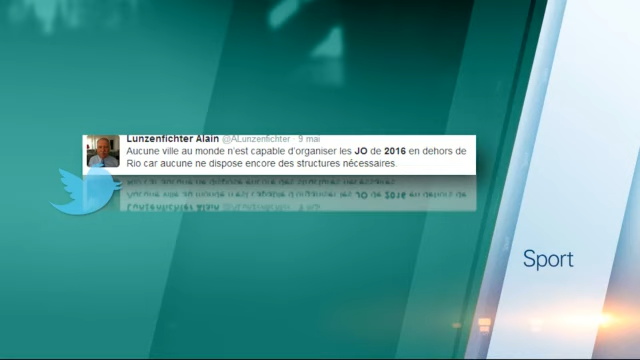 Lunzenfichter Alain @ALunzenfichter · 9 mai
Aucune ville au monde n'est capable d'organiser les JO de 2016 en dehors de
Rio car aucune ne dispose encore des structures nécessaires.
Sport